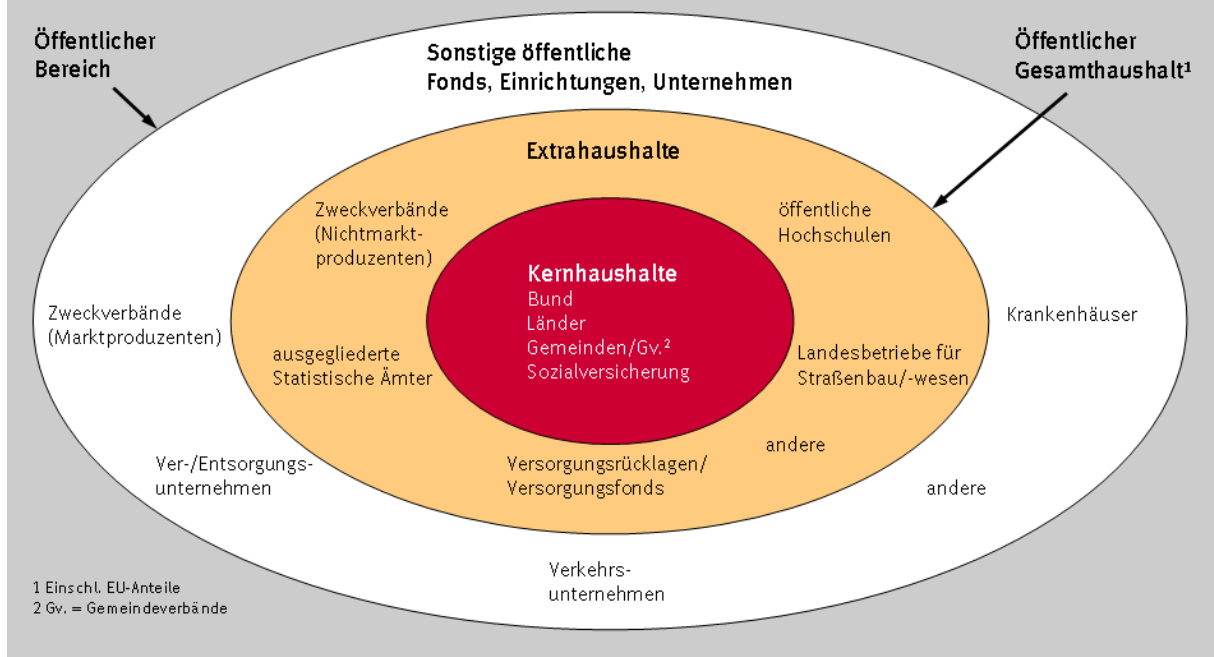 Öffentlicher
Bereich
Sonstige öffentliche
Fonds, Einrichtungen, Unternehmen
Öffentlicher
Gesamthaushalt¹
Extrahaushalte
Zweckverbände
(Nichtmarkt-
produzenten)
öffentliche
Hochschulen
Kernhaushalte
Bund
Länder
Gemeinden/Gv.²
Sozialversicherung
Zweckverbände
(Marktproduzenten)
Krankenhäuser
ausgegliederte
Statistische Ämter
Landesbetriebe für
Straßenbau/-wesen
andere
Ver-/Entsorgungs-
unternehmen
Versorgungsrücklagen/
Versorgungsfonds
andere
Verkehrs-
unternehmen
1 Einschl. EU-Anteile
2 Gv. = Gemeindeverbände